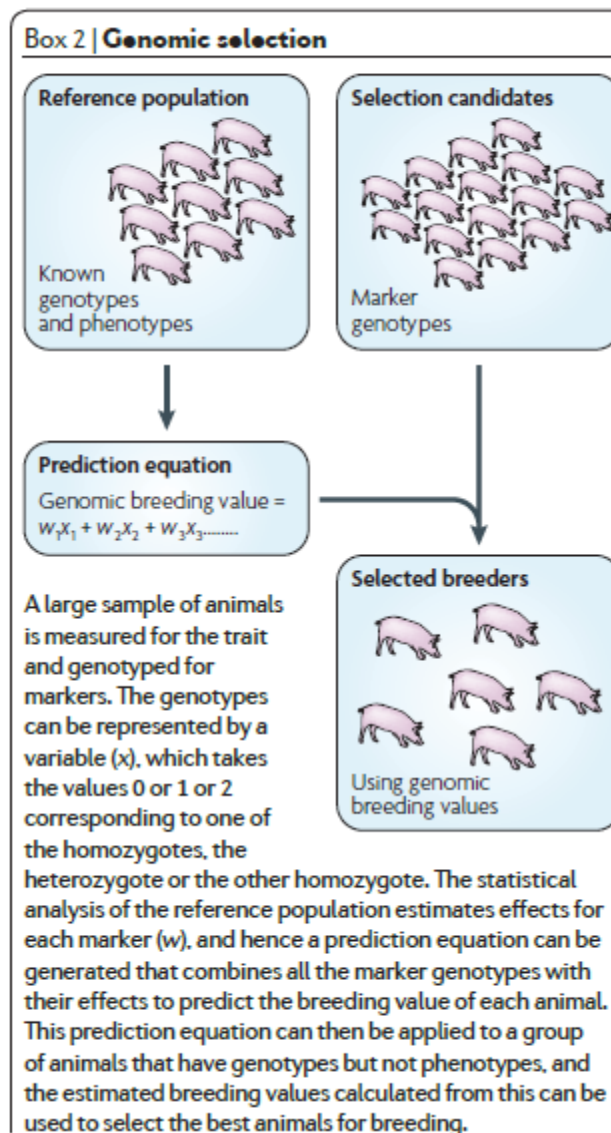 Box 2 | Genomic selection
Reference population
Known
genotypes
and phenotypes
Selection candidates
Marker
genotypes
Prediction equation
Genomic breeding value =
w₁x₁ + w₂x₂ + w₃x₃.........
Selected breeders
Using genomic
breeding values
A large sample of animals
is measured for the trait
and genotyped for
markers. The genotypes
can be represented by a
variable (x), which takes
the values 0 or 1 or 2
corresponding to one of
the homozygotes, the
heterozygote or the other homozygote. The statistical
analysis of the reference population estimates effects for
each marker (w), and hence a prediction equation can be
generated that combines all the marker genotypes with
their effects to predict the breeding value of each animal.
This prediction equation can then be applied to a group
of animals that have genotypes but not phenotypes, and
the estimated breeding values calculated from this can be
used to select the best animals for breeding.